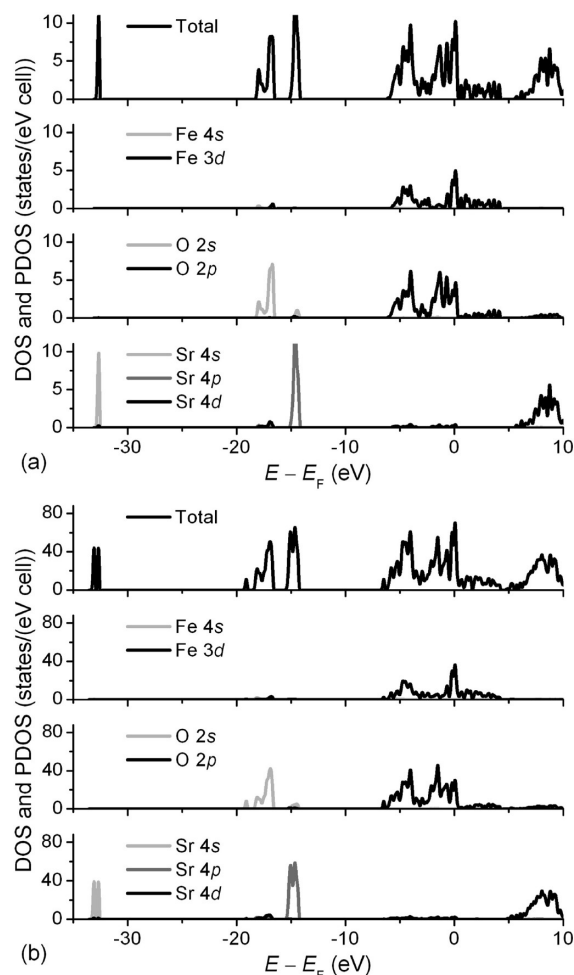 DOS and PDOS (states/(eV cell))
10
5
0
Total
10
5
0
Fe 4s
Fe 3d
10
5
0
O 2s
O 2p
10
5
0
Sr 4s
Sr 4p
Sr 4d
-30 -20 -10 0 10
(a)
E – EF (eV)
DOS and PDOS (states/(eV cell))
80
40
0
Total
80
40
0
Fe 4s
Fe 3d
80
40
0
O 2s
O 2p
80
40
0
Sr 4s
Sr 4p
Sr 4d
-30 -20 -10 0 10
(b)
E – EF (eV)